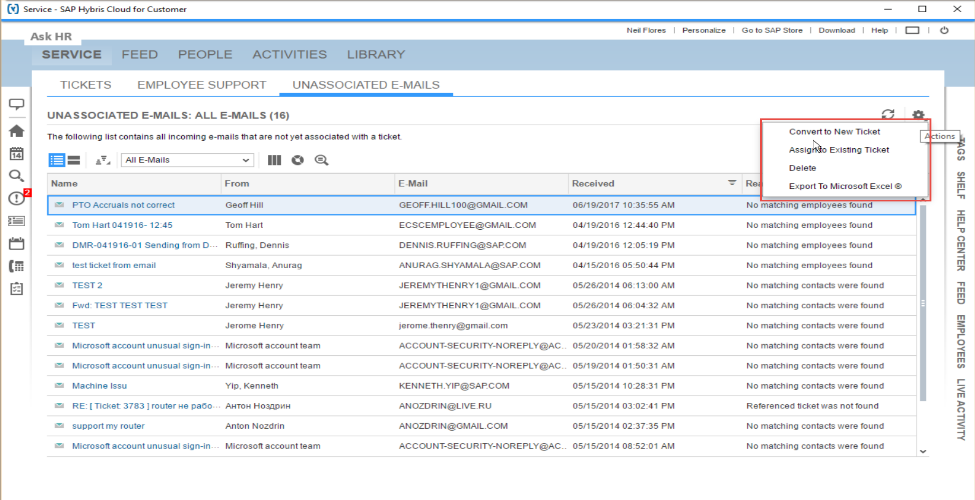 Service - SAP Hybris Cloud for Customer
Neil Flores | Personalize | Go to SAP Store | Download | Help |
Ask HR
SERVICE FEED PEOPLE ACTIVITIES LIBRARY
TICKETS EMPLOYEE SUPPORT UNASSOCIATED E-MAILS
UNASSOCIATED E-MAILS: ALL E-MAILS (16)
The following list contains all incoming e-mails that are not yet associated with a ticket.
All E-Mails
Convert to New Ticket
Assign to Existing Ticket
Delete
Export To Microsoft Excel ®
Actions
Name From E-Mail Received
PTO Accruals not correct Geoff Hill GEOFF.HILL100@GMAIL.COM 06/19/2017 10:35:55 AM No matching employees found
Tom Hart 041916- 12:45 Tom Hart ECSCEMPLOYEE@GMAIL.COM 04/19/2016 12:44:40 PM No matching employees found
DMR-041916-01 Sending from D... Ruffing, Dennis DENNIS.RUFFING@SAP.COM 04/19/2016 12:05:19 PM No matching employees found
test ticket from email Shyamala, Anurag ANURAG.SHYAMALA@SAP.COM 04/15/2016 05:50:44 PM No matching employees found
TEST 2 Jeremy Henry JEREMYTHENRY1@GMAIL.COM 05/26/2014 06:13:00 AM No matching contacts were found
Fwd: TEST TEST TEST Jeremy Henry JEREMYTHENRY1@GMAIL.COM 05/26/2014 06:04:32 AM No matching contacts were found
TEST Jerome Henry jerome.thenry@gmail.com 05/23/2014 03:21:31 PM No matching contacts were found
Microsoft account unusual sign-in... Microsoft account team ACCOUNT-SECURITY-NOREPLY@AC... 05/20/2014 01:58:32 AM No matching contacts were found
Microsoft account unusual sign-in... Microsoft account team ACCOUNT-SECURITY-NOREPLY@AC... 05/19/2014 01:50:31 AM No matching contacts were found
Machine Issu Yip, Kenneth KENNETH.YIP@SAP.COM 05/15/2014 10:28:31 PM No matching contacts were found
RE: [ Ticket: 3783 ] router не рабо... Антон Ноздрин ANOZDRIN@LIVE.RU 05/15/2014 03:02:41 PM Referenced ticket was not found
support my router Anton Nozdrin ANOZDRIN@GMAIL.COM 05/15/2014 02:37:35 PM No matching contacts were found
Microsoft account unusual sign-in... Microsoft account team ACCOUNT-SECURITY-NOREPLY@AC... 05/15/2014 08:52:01 AM No matching contacts were found
14
2
TAGS
SHELF
HELP CENTER
FEED
EMPLOYEES
LIVE ACTIVITY